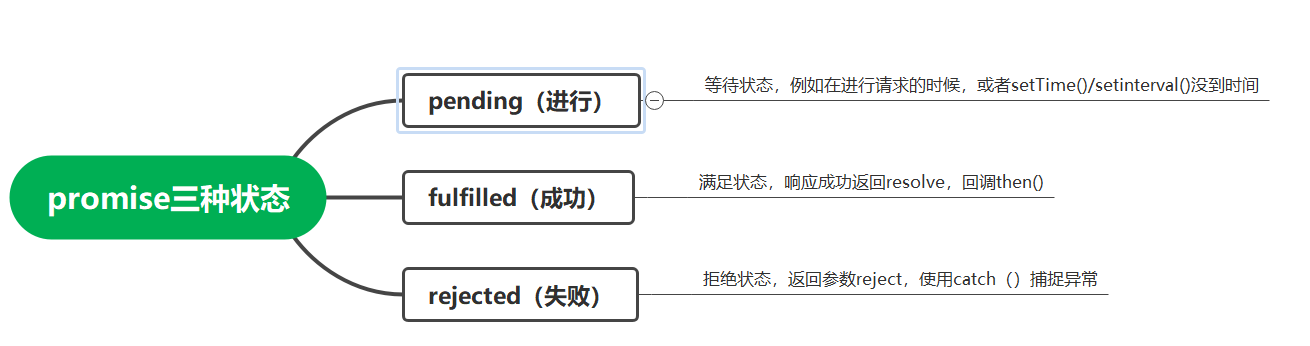 等待状态，例如在进行请求的时候，或者setTime()/setinterval()没到时间
pending（进行）
满足状态，响应成功返回resolve，回调then()
promise三种状态
fulfilled（成功）
拒绝状态，返回参数reject，使用catch（）捕捉异常
rejected（失败）